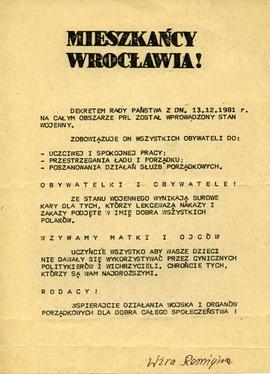 MIESZKAŃCY
WROCŁAWIA!
DEKRETEM RADY PAŃSTWA Z DN. 13.12.1981 r.
NA CAŁYM OBSZARZE PRL ZOSTAŁ WPROWADZONY STAN
WOJENNY.
ZOBOWIĄZUJE ON WSZYSTKICH OBYWATELI DO:
- UCZCIWEJ I SPOKOJNEJ PRACY;
- PRZESTRZEGANIA ŁADU I PORZĄDKU;
- POSZANOWANIA DZIAŁAŃ SŁUŻB PORZĄDKOWYCH.
OBYWATELKI I OBYWATELE!
ZE STANU WOJENNEGO WYNIKAJĄ SUROWE
KARY DLA TYCH, KTÓRZY LEKCEWAŻĄ NAKAZY I
ZAKAZY PODJĘTE W IMIĘ DOBRA WSZYSTKICH
POLAKÓW.
WZYWAMY MATKI I OJCÓW
UCZYŃCIE WSZYSTKO ABY WASZE DZIECI
NIE DAWAŁY SIĘ WYKORZYSTYWAĆ PRZEZ CYNICZNYCH
POLITYKIERÓW I WICHRZYCIELI, CHROŃCIE TYCH,
KTÓRZY SĄ WAM NAJDROŻSZYMI.
RODACY!
WSPIERAJCIE DZIAŁANIA WOJSKA I ORGANÓW
PORZĄDKOWYCH DLA DOBRA CAŁEGO SPOŁECZEŃSTWA!